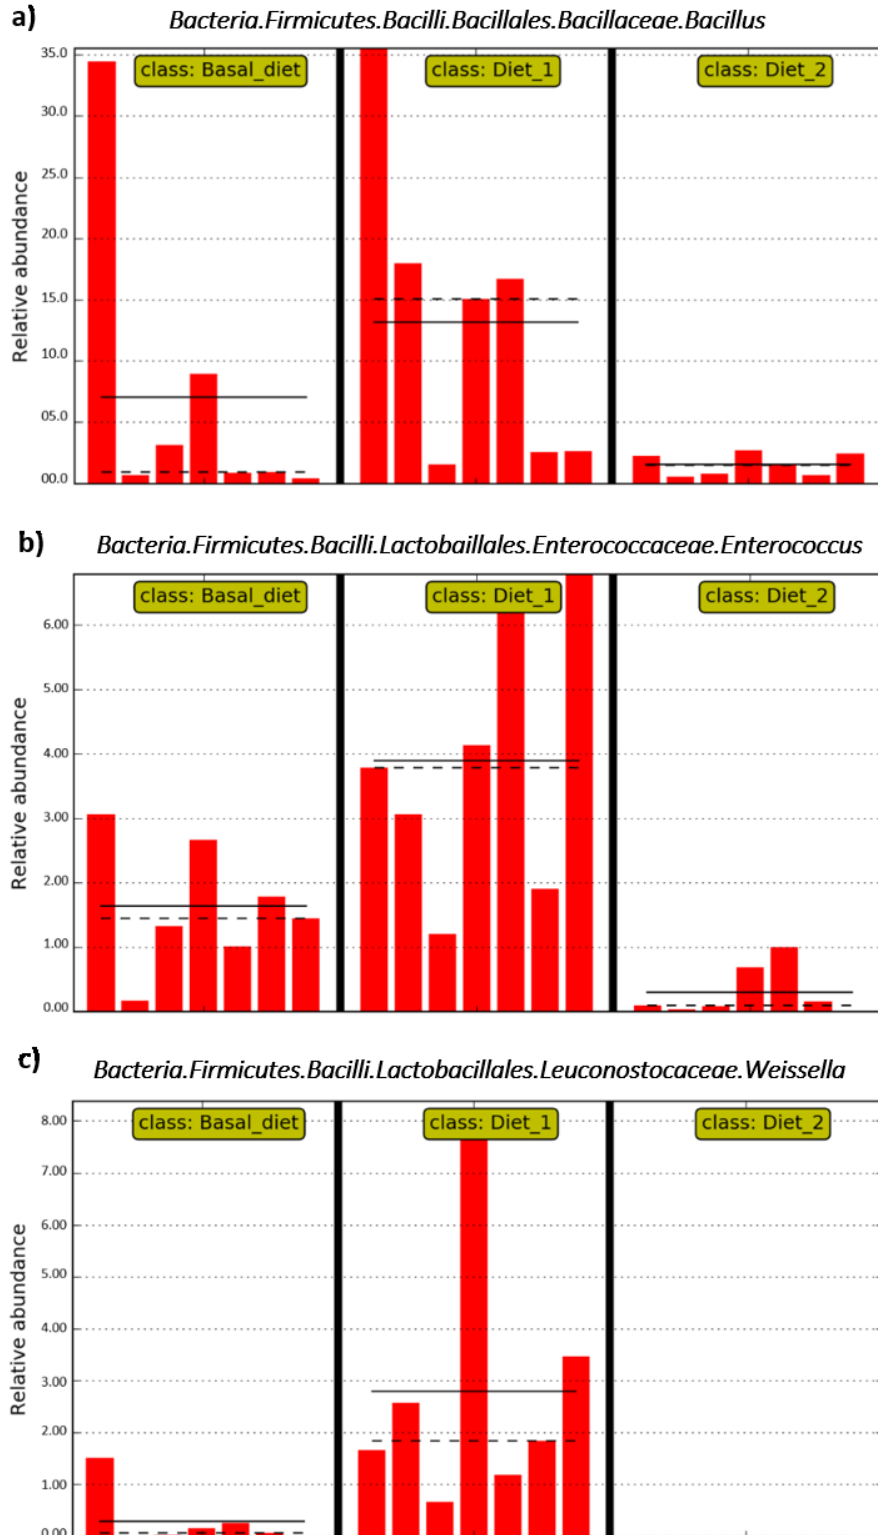 a)
Bacteria.Firmicutes.Bacilli.Bacillales.Bacillaceae.Bacillus
35.0
class: Basal_diet
class: Diet_1
class: Diet_2
30.0
25.0
20.0
15.0
10.0
05.0
00.0
Relative abundance
b)
Bacteria.Firmicutes.Bacilli.Lactobaillales.Enterococcaceae.Enterococcus
class: Basal_diet
class: Diet_1
class: Diet_2
6.00
5.00
4.00
3.00
2.00
1.00
0.00
Relative abundance
c)
Bacteria.Firmicutes.Bacilli.Lactobacillales.Leuconostocaceae.Weissella
8.00
class: Basal_diet
class: Diet_1
class: Diet_2
7.00
6.00
5.00
4.00
3.00
2.00
1.00
0.00
Relative abundance